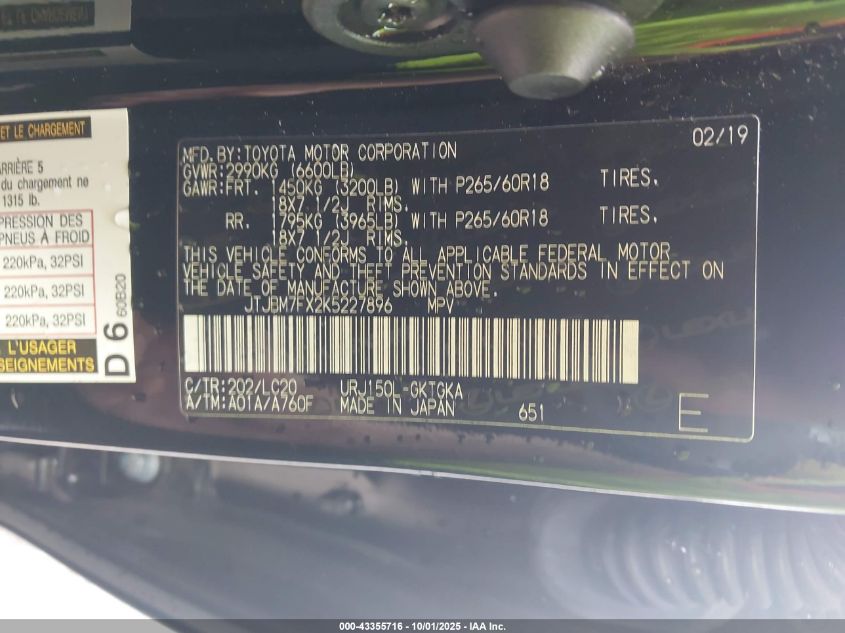 ET LE CHARGEMENT
ARRIÈRE 5
du chargement ne
1315 lb.
PRESSION DES
PNEUS À FROID
220kPa, 32PSI
220kPa, 32PSI
220kPa, 32PSI
L'USAGER
SEIGNEMENTS
D 6 60B20
02/19
MFD. BY:TOYOTA MOTOR CORPORATION
GVWR:2990KG (6600LB)
GAWR:FRT. 1450KG (3200LB) WITH P265/60R18 TIRES.
18X7 1/2J RIMS.
RR. 1795KG (3965LB) WITH P265/60R18 TIRES.
18X7 1/2J RIMS.
THIS VEHICLE CONFORMS TO ALL APPLICABLE FEDERAL MOTOR
VEHICLE SAFETY AND THEFT PREVENTION STANDARDS IN EFFECT ON
THE DATE OF MANUFACTURE SHOWN ABOVE.
JTJBM7FX2K5227896 MPV
C/TR:202/LC20 URJ150L-GKTGKA
A/TM:A01A/A760F MADE IN JAPAN 651 E
000-43355716 - 10/01/2025 - IAA Inc.